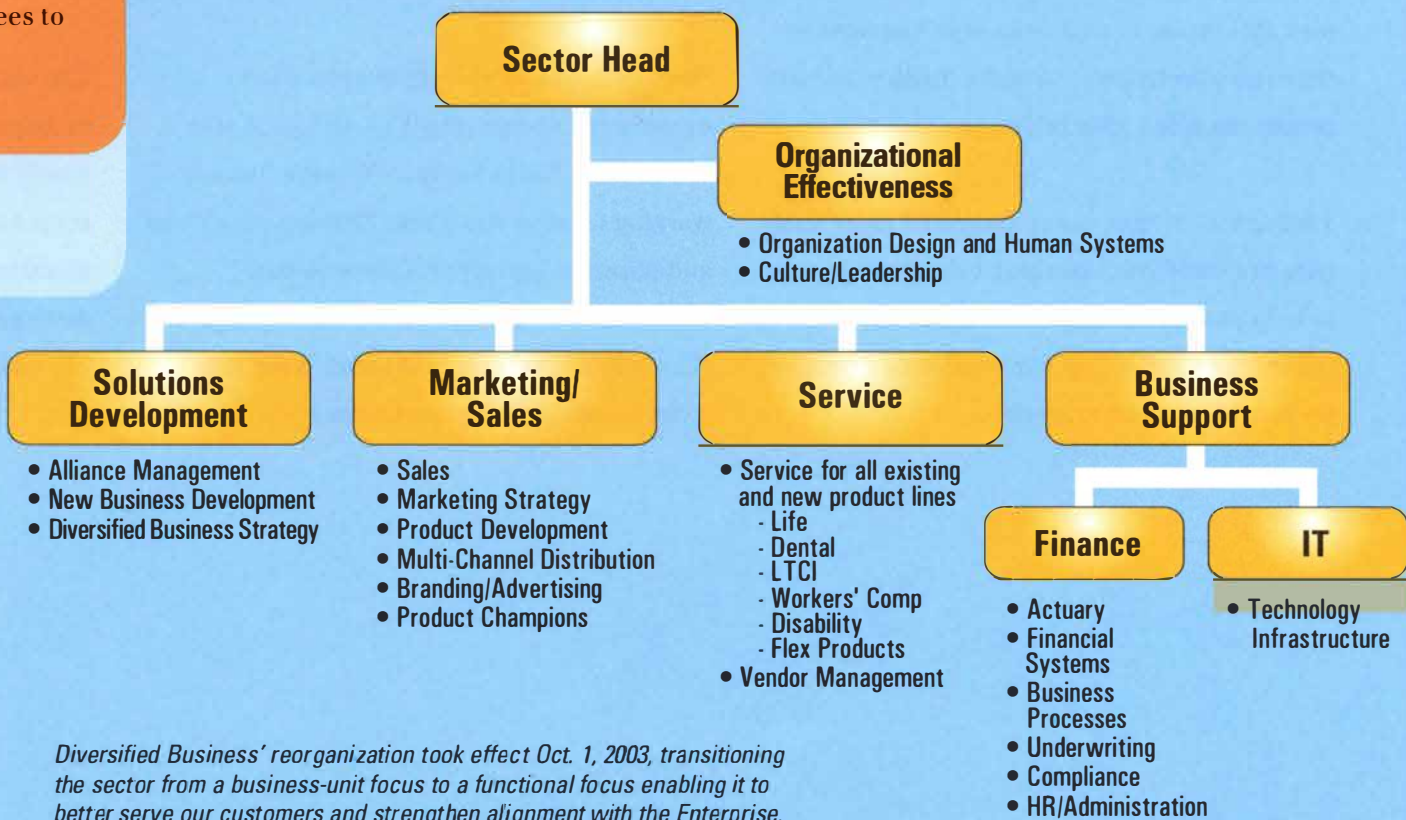 ees to
Sector Head
Organizational
Effectiveness
• Organization Design and Human Systems
• Culture/Leadership
Solutions
Development
• Alliance Management
• New Business Development
• Diversified Business Strategy
Marketing/
Sales
• Sales
• Marketing Strategy
• Product Development
• Multi-Channel Distribution
• Branding/Advertising
• Product Champions
Service
• Service for all existing
and new product lines
- Life
- Dental
- LTCI
- Workers' Comp
- Disability
- Flex Products
• Vendor Management
Business
Support
Finance
• Actuary
• Financial
Systems
• Business
Processes
• Underwriting
• Compliance
• HR/Administration
IT
• Technology
Infrastructure
Diversified Business’ reorganization took effect Oct. 1, 2003, transitioning
the sector from a business-unit focus to a functional focus enabling it to
better serve our customers and strengthen alignment with the Enterprise.